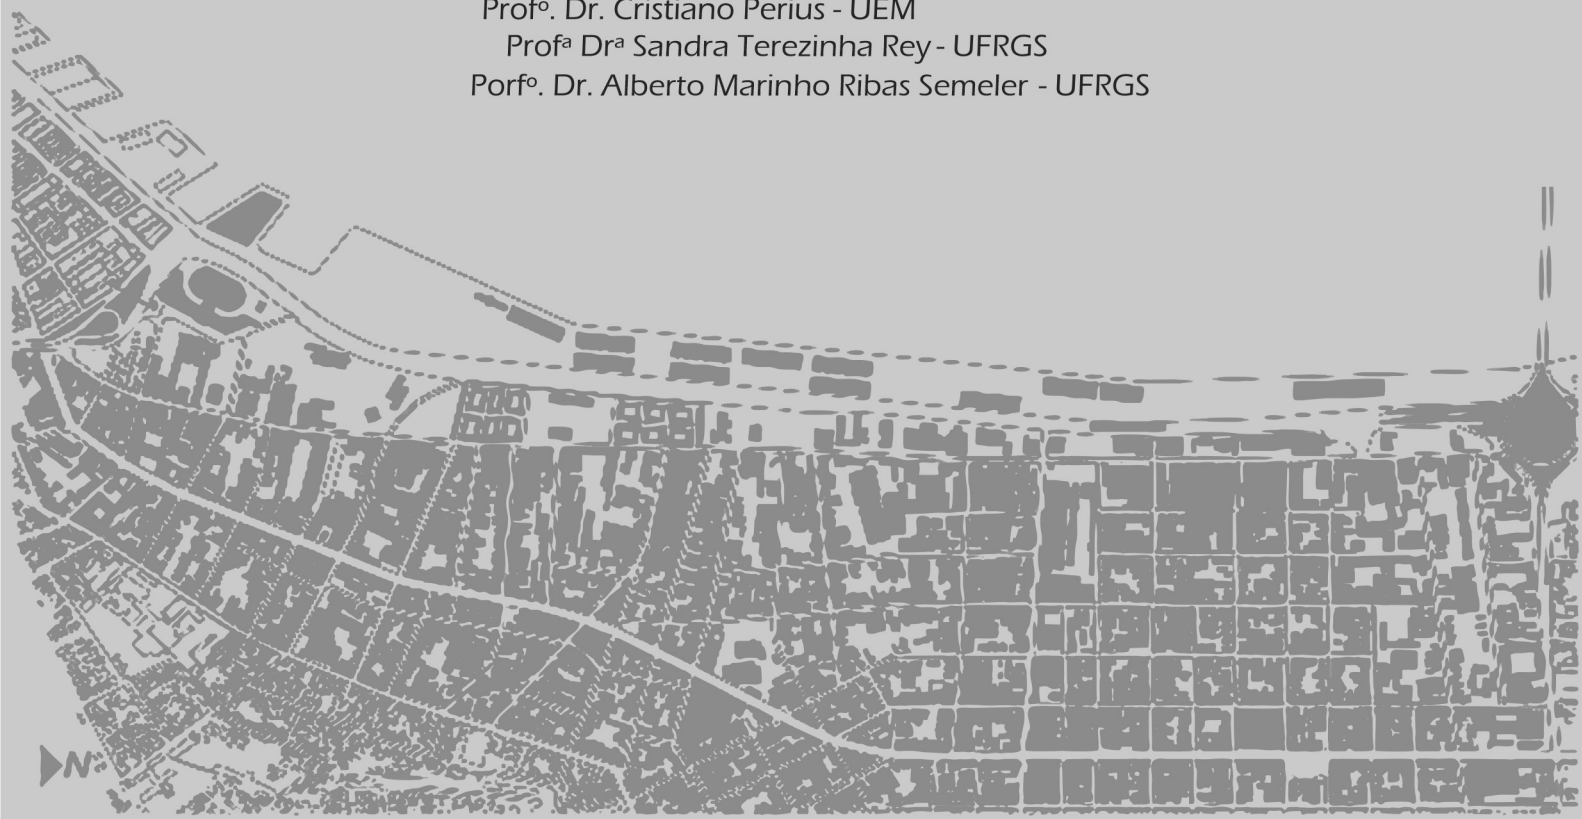 Profº. Dr. Cristiano Perius - UEM
Profª Drª Sandra Terezinha Rey - UFRGS
Porfº. Dr. Alberto Marinho Ribas Semeler - UFRGS
N